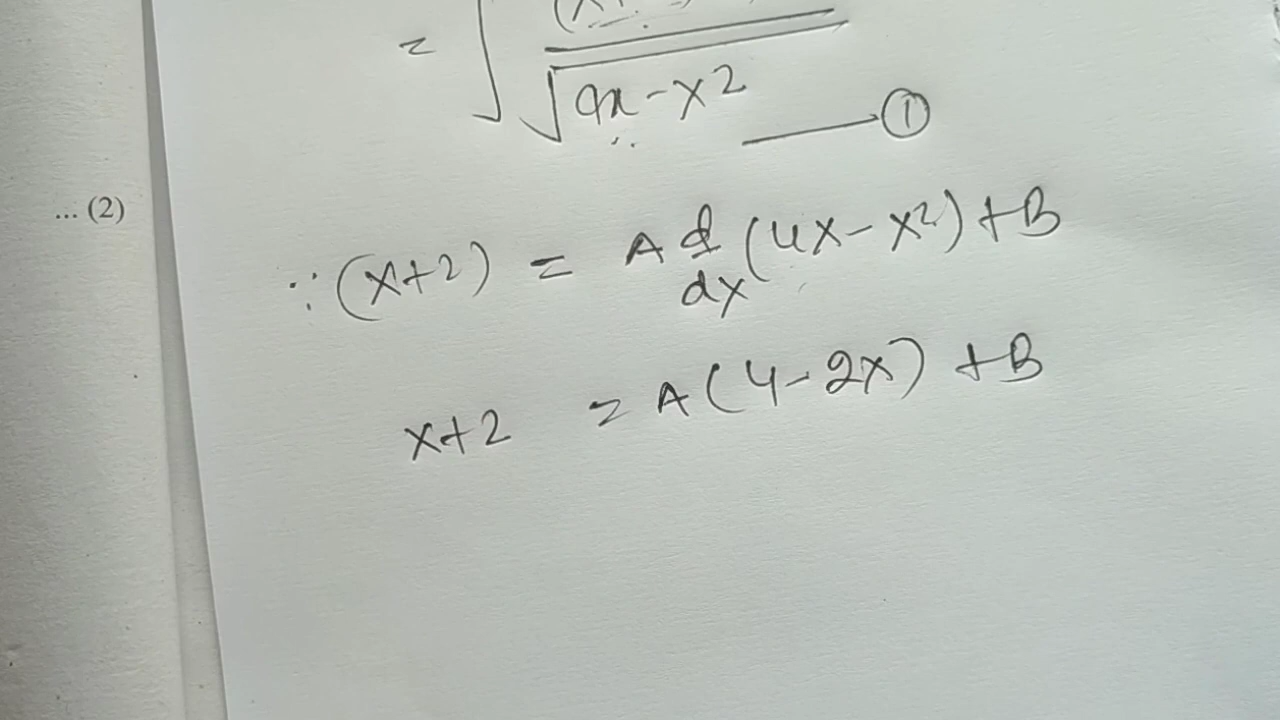 = ∫ (x+
√4x-x2
—①
... (2)
∵ (x+2) = A d/dx (4x-x²) +B
x+2 = A(4-2x) +B